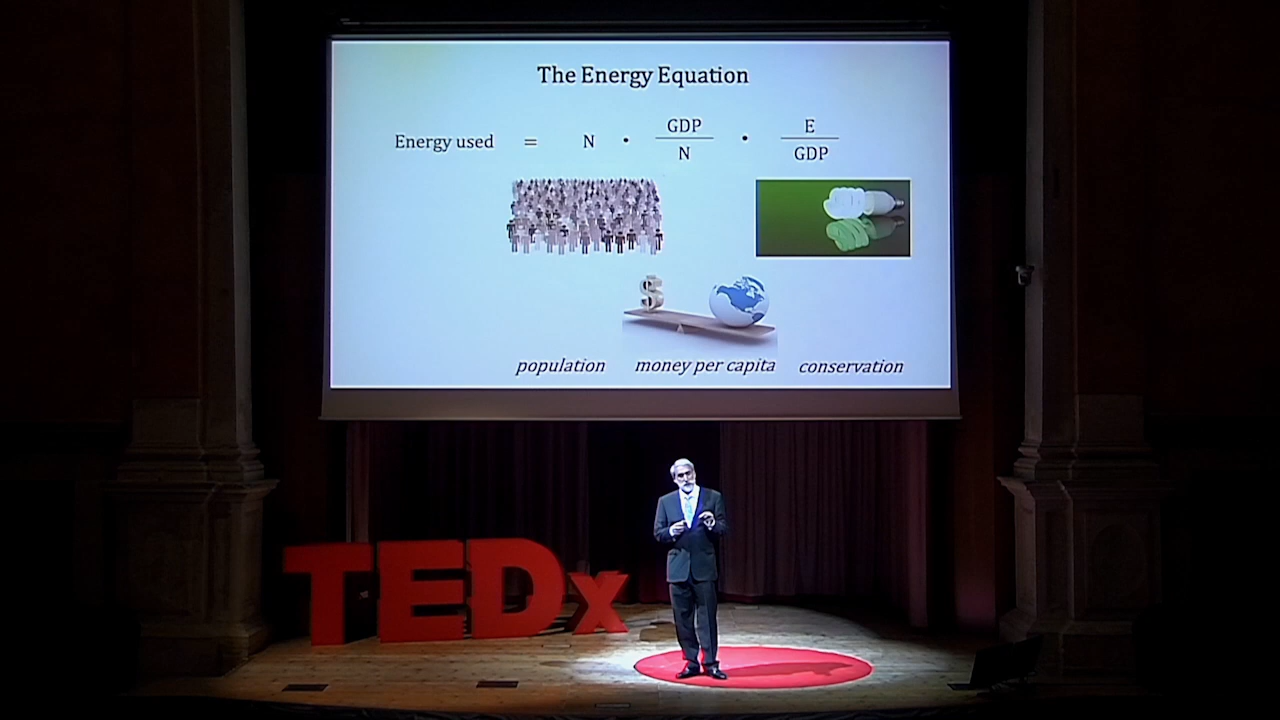 The Energy Equation
Energy used = N • GDP/N • E/GDP
$
population money per capita conservation
TEDx